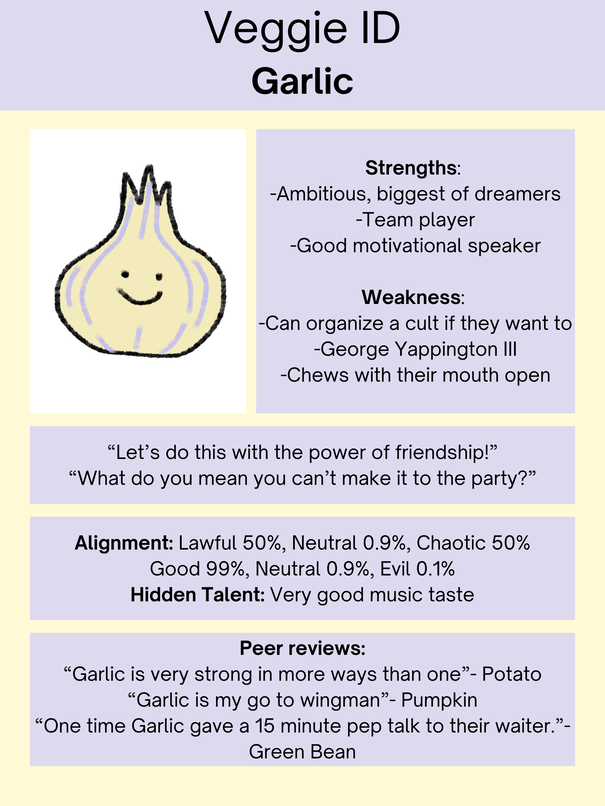 Veggie ID
Garlic
Strengths:
-Ambitious, biggest of dreamers
-Team player
-Good motivational speaker
Weakness:
-Can organize a cult if they want to
-George Yappington III
-Chews with their mouth open
“Let’s do this with the power of friendship!”
“What do you mean you can’t make it to the party?”
Alignment: Lawful 50%, Neutral 0.9%, Chaotic 50%
Good 99%, Neutral 0.9%, Evil 0.1%
Hidden Talent: Very good music taste
Peer reviews:
“Garlic is very strong in more ways than one”- Potato
“Garlic is my go to wingman”- Pumpkin
“One time Garlic gave a 15 minute pep talk to their waiter.”-
Green Bean